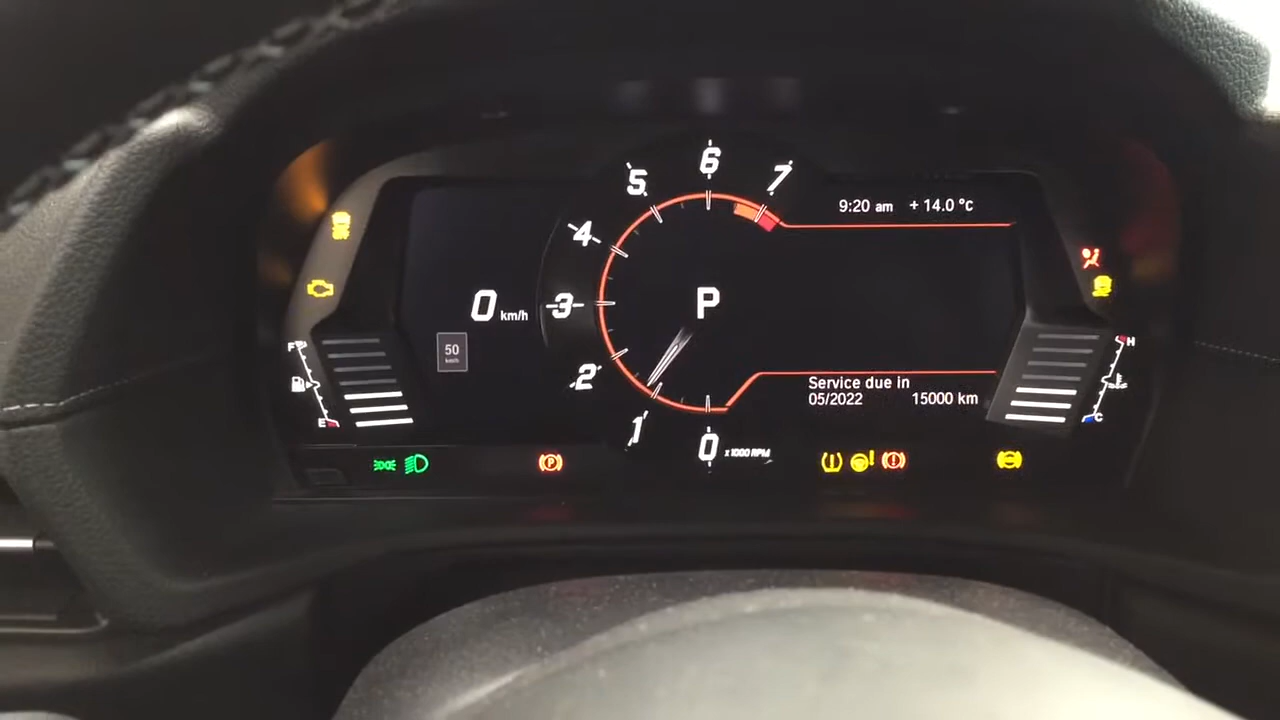 6
5
7
9:20 am +14.0 °c
4
P
0 km/h
3
50
km/h
F
H
2
Service due in
05/2022 15000 km
E
C
1
0 x1000 RPM
P